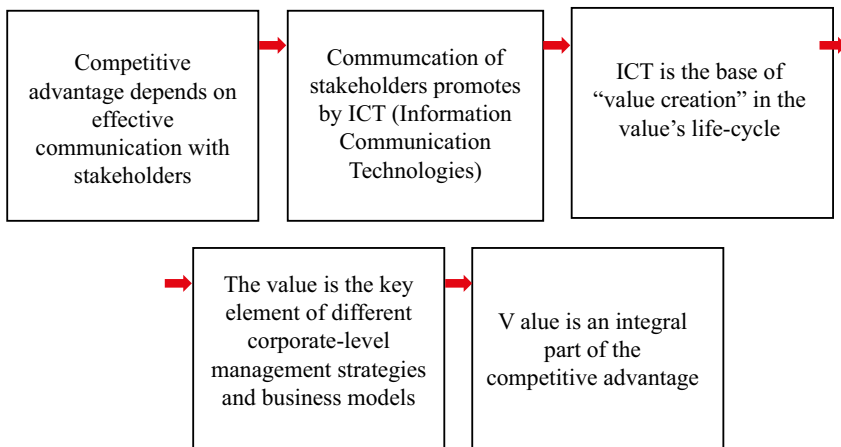 Competitive
advantage depends on
effective
communication with
stakeholders
Commumcation of
stakeholders promotes
by ICT (Information
Communication
Technologies)
ICT is the base of
“value creation” in the
value’s life-cycle
The value is the key
element of different
corporate-level
management strategies
and business models
V alue is an integral
part of the
competitive advantage